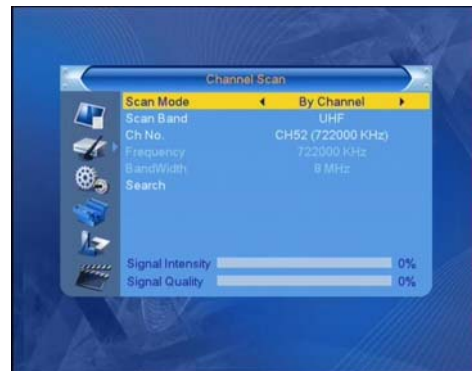 Channel Scan
Scan Mode By Channel
Scan Band UHF
Ch No. CH52 (722000 KHz)
Frequency 722000 KHz
BandWidth 8 MHz
Search
Signal Intensity 0%
Signal Quality 0%